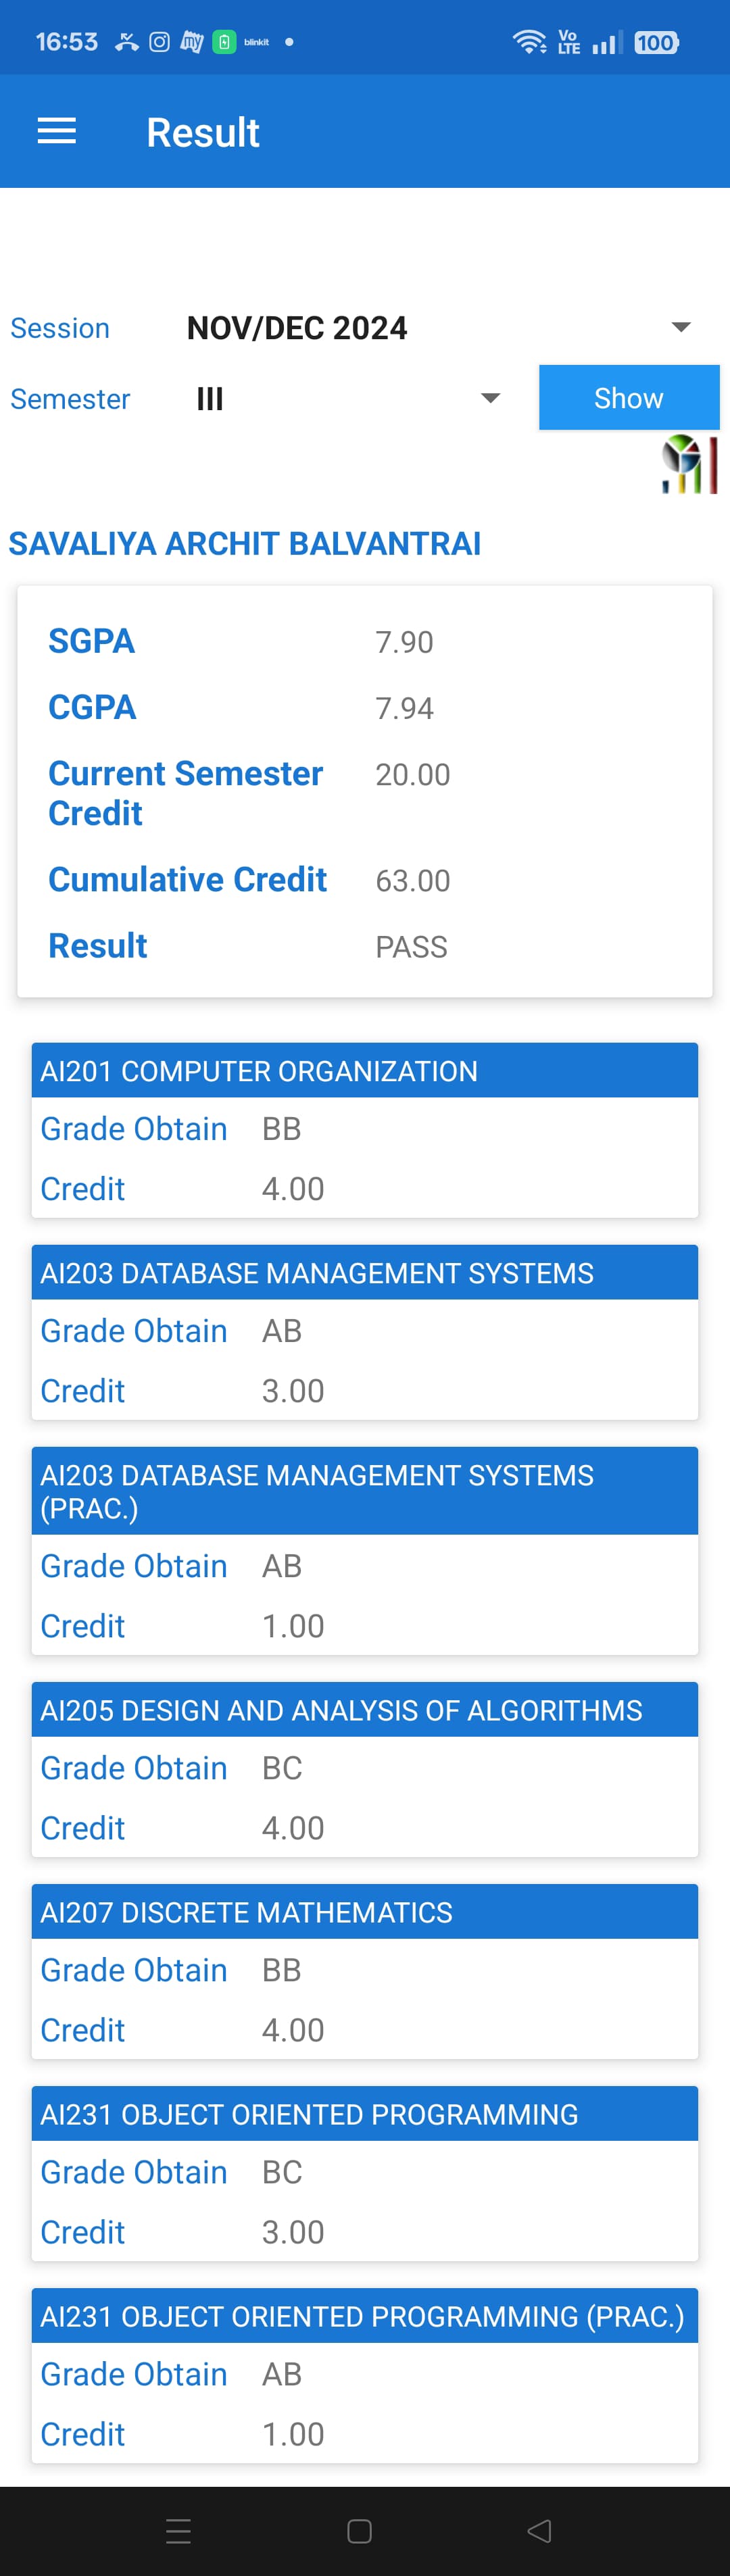 16:53 my blinkit Vo LTE 100
Result
Session NOV/DEC 2024
Semester III Show
SAVALIYA ARCHIT BALVANTRAI
SGPA 7.90
CGPA 7.94
Current Semester 20.00
Credit
Cumulative Credit 63.00
Result PASS
AI201 COMPUTER ORGANIZATION
Grade Obtain BB
Credit 4.00
AI203 DATABASE MANAGEMENT SYSTEMS
Grade Obtain AB
Credit 3.00
AI203 DATABASE MANAGEMENT SYSTEMS
(PRAC.)
Grade Obtain AB
Credit 1.00
AI205 DESIGN AND ANALYSIS OF ALGORITHMS
Grade Obtain BC
Credit 4.00
AI207 DISCRETE MATHEMATICS
Grade Obtain BB
Credit 4.00
AI231 OBJECT ORIENTED PROGRAMMING
Grade Obtain BC
Credit 3.00
AI231 OBJECT ORIENTED PROGRAMMING (PRAC.)
Grade Obtain AB
Credit 1.00